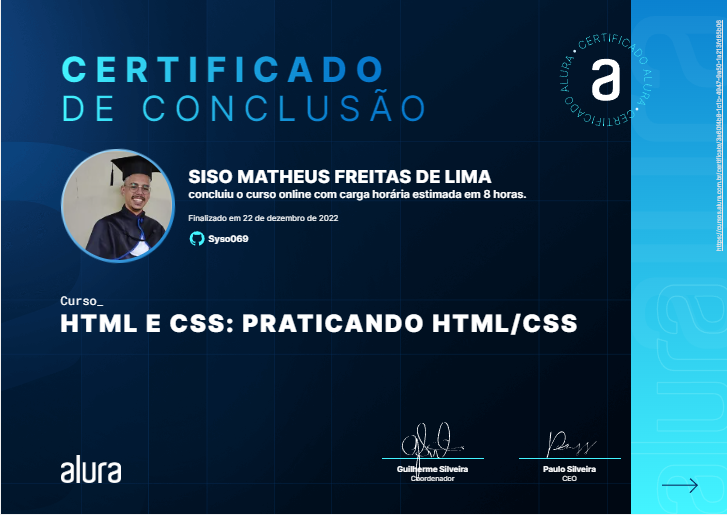 CERTIFICADO
DE CONCLUSÃO
CERTIFICADO ALURA • CERTIFICADO ALURA •
a
SISO MATHEUS FREITAS DE LIMA
concluiu o curso online com carga horária estimada em 8 horas.
Finalizado em 22 de dezembro de 2022
Syso069
Curso_
HTML E CSS: PRATICANDO HTML/CSS
alura
Guilherme Silveira
Coordenador
Paulo Silveira
CEO
alura